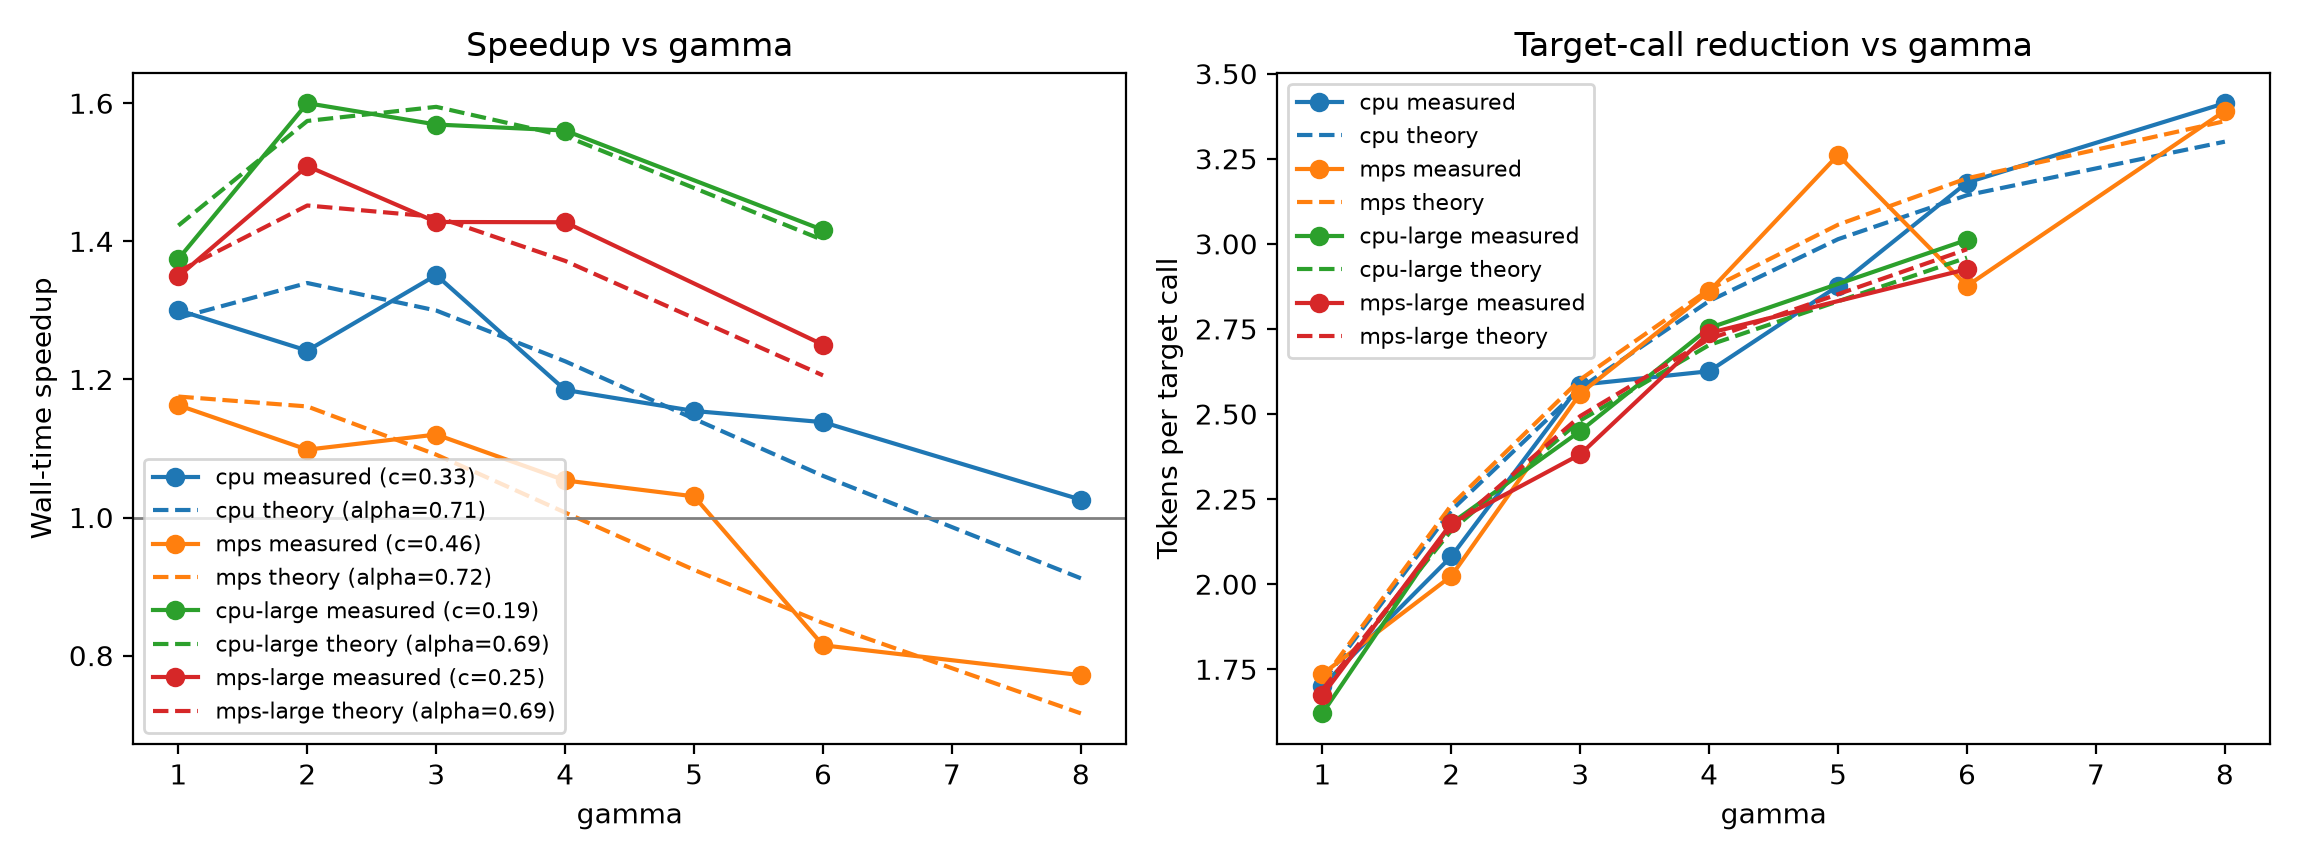 Speedup vs gamma
Wall-time speedup
1.6
1.4
1.2
1.0
0.8
cpu measured (c=0.33)
cpu theory (alpha=0.71)
mps measured (c=0.46)
mps theory (alpha=0.72)
cpu-large measured (c=0.19)
cpu-large theory (alpha=0.69)
mps-large measured (c=0.25)
mps-large theory (alpha=0.69)
1 2 3 4 5 6 7 8
gamma
Target-call reduction vs gamma
Tokens per target call
3.50
3.25
3.00
2.75
2.50
2.25
2.00
1.75
cpu measured
cpu theory
mps measured
mps theory
cpu-large measured
cpu-large theory
mps-large measured
mps-large theory
1 2 3 4 5 6 7 8
gamma